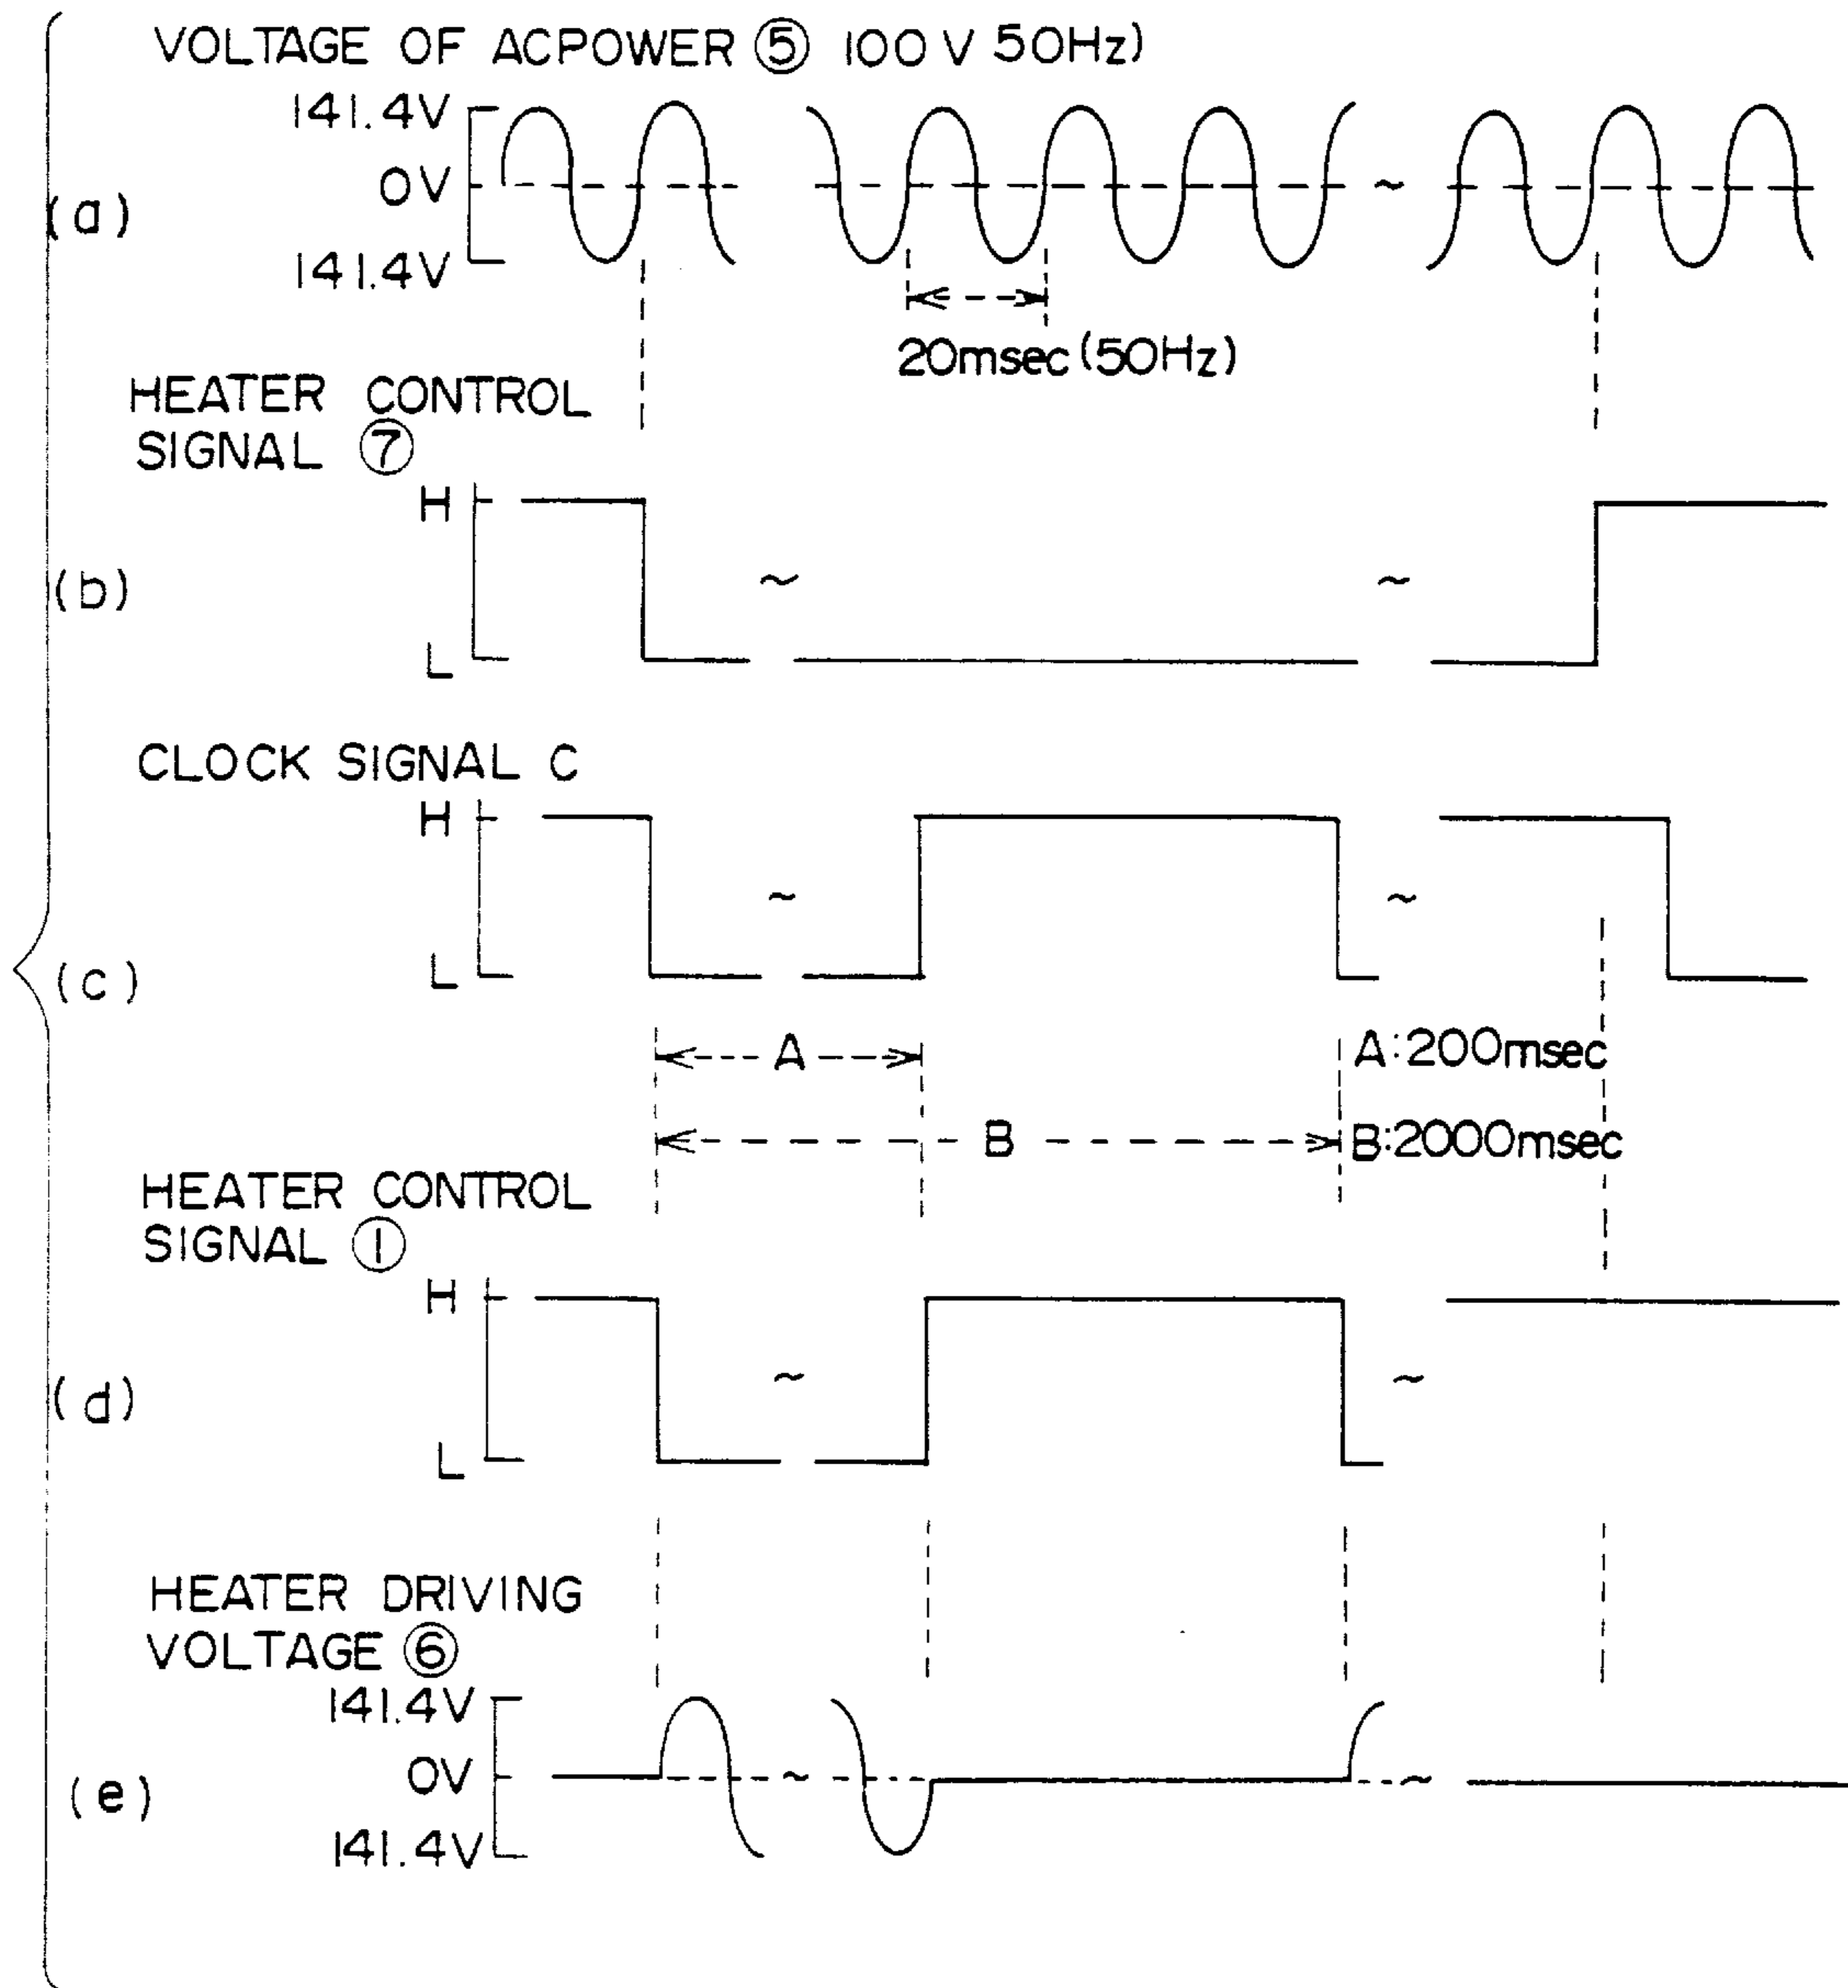 VOLTAGE OF ACPOWER ⑤ 100V 50Hz)
141.4V
0V
(a)
141.4V
~
20msec(50Hz)
HEATER CONTROL
SIGNAL ⑦
H
~ ~
(b)
L
CLOCK SIGNAL C
H
~ ~
L
(c)
A A:200msec
B B:2000msec
HEATER CONTROL
SIGNAL ①
H
~ ~
(d)
L
HEATER DRIVING
VOLTAGE ⑥
141.4V
0V ~ ~
(e)
141.4V